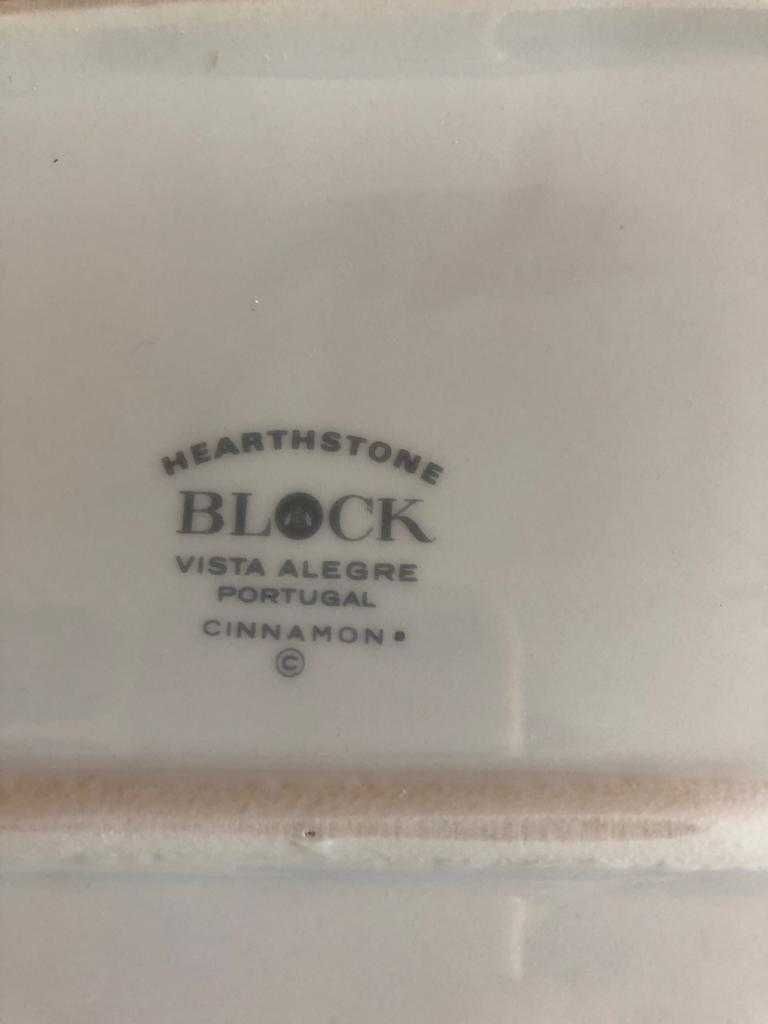 HEARTHSTONE
BLOCK
VISTA ALEGRE
PORTUGAL
CINNAMON
©